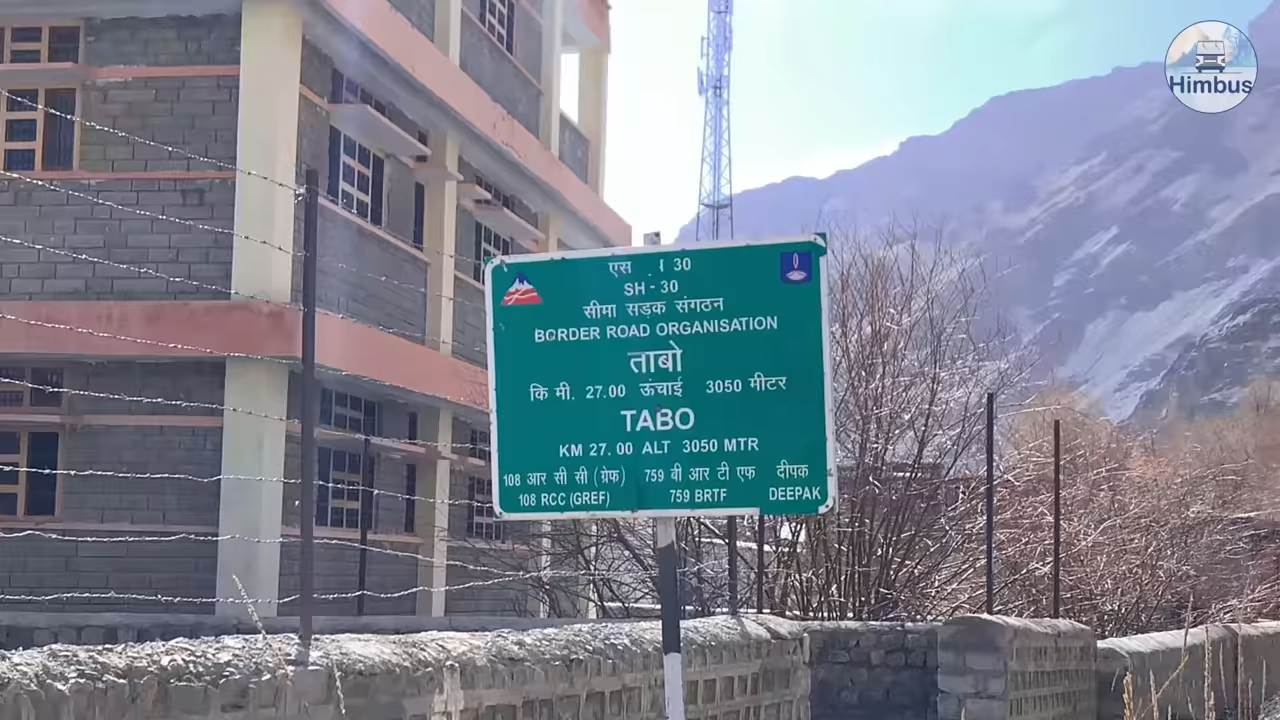 Himbus
एस 30
SH - 30
सीमा सड़क संगठन
BORDER ROAD ORGANISATION
ताबो
कि मी. 27.00 ऊंचाई 3050 मीटर
TABO
KM 27.00 ALT 3050 MTR
108 आर सी सी (ग्रेफ) 759 बी आर टी एफ दीपक
108 RCC (GREF) 759 BRTF DEEPAK